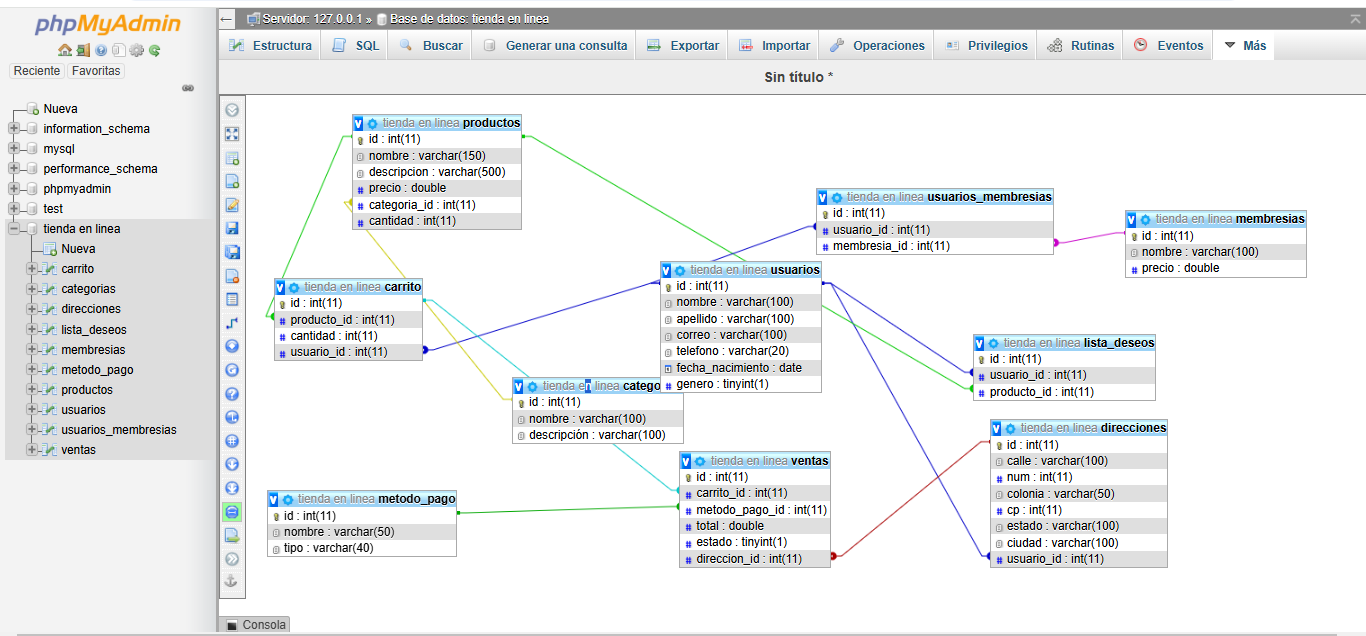 phpMyAdmin
Reciente Favoritas
Nueva
information_schema
mysql
performance_schema
phpmyadmin
test
tienda en linea
Nueva
carrito
categorias
direcciones
lista_deseos
membresias
metodo_pago
productos
usuarios
usuarios_membresias
ventas
Servidor: 127.0.0.1 » Base de datos: tienda en linea
Estructura SQL Buscar Generar una consulta Exportar Importar Operaciones Privilegios Rutinas Eventos Más
Sin título *
tienda en linea productos
id : int(11)
nombre : varchar(150)
descripcion : varchar(500)
precio : double
categoria_id : int(11)
cantidad : int(11)
tienda en linea usuarios_membresias
id : int(11)
usuario_id : int(11)
membresia_id : int(11)
tienda en linea membresias
id : int(11)
nombre : varchar(100)
precio : double
tienda en linea carrito
id : int(11)
producto_id : int(11)
cantidad : int(11)
usuario_id : int(11)
tienda en linea usuarios
id : int(11)
nombre : varchar(100)
apellido : varchar(100)
correo : varchar(100)
telefono : varchar(20)
fecha_nacimiento : date
genero : tinyint(1)
tienda en linea lista_deseos
id : int(11)
usuario_id : int(11)
producto_id : int(11)
tienda en linea catego
id : int(11)
nombre : varchar(100)
descripción : varchar(100)
tienda en linea direcciones
id : int(11)
calle : varchar(100)
num : int(11)
colonia : varchar(50)
cp : int(11)
estado : varchar(100)
ciudad : varchar(100)
usuario_id : int(11)
tienda en linea ventas
id : int(11)
carrito_id : int(11)
metodo_pago_id : int(11)
total : double
estado : tinyint(1)
direccion_id : int(11)
tienda en linea metodo_pago
id : int(11)
nombre : varchar(50)
tipo : varchar(40)
Consola